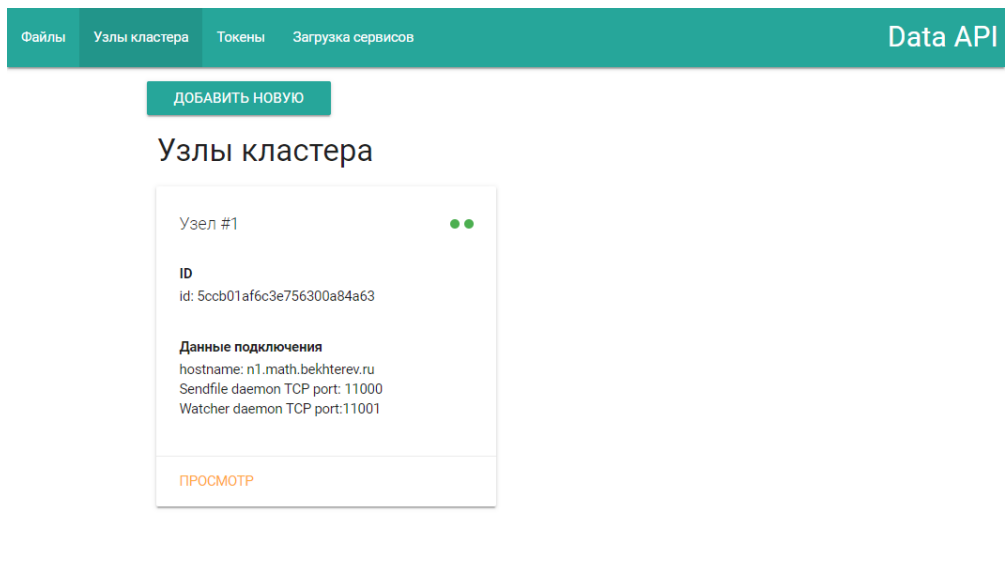 Файлы
Узлы кластера
Токены
Загрузка сервисов
Data API
ДОБАВИТЬ НОВУЮ
Узлы кластера
Узел #1
ID
id: 5ccb01af6c3e756300a84a63
Данные подключения
hostname: n1.math.bekhterev.ru
Sendfile daemon TCP port: 11000
Watcher daemon TCP port:11001
ПРОСМОТР